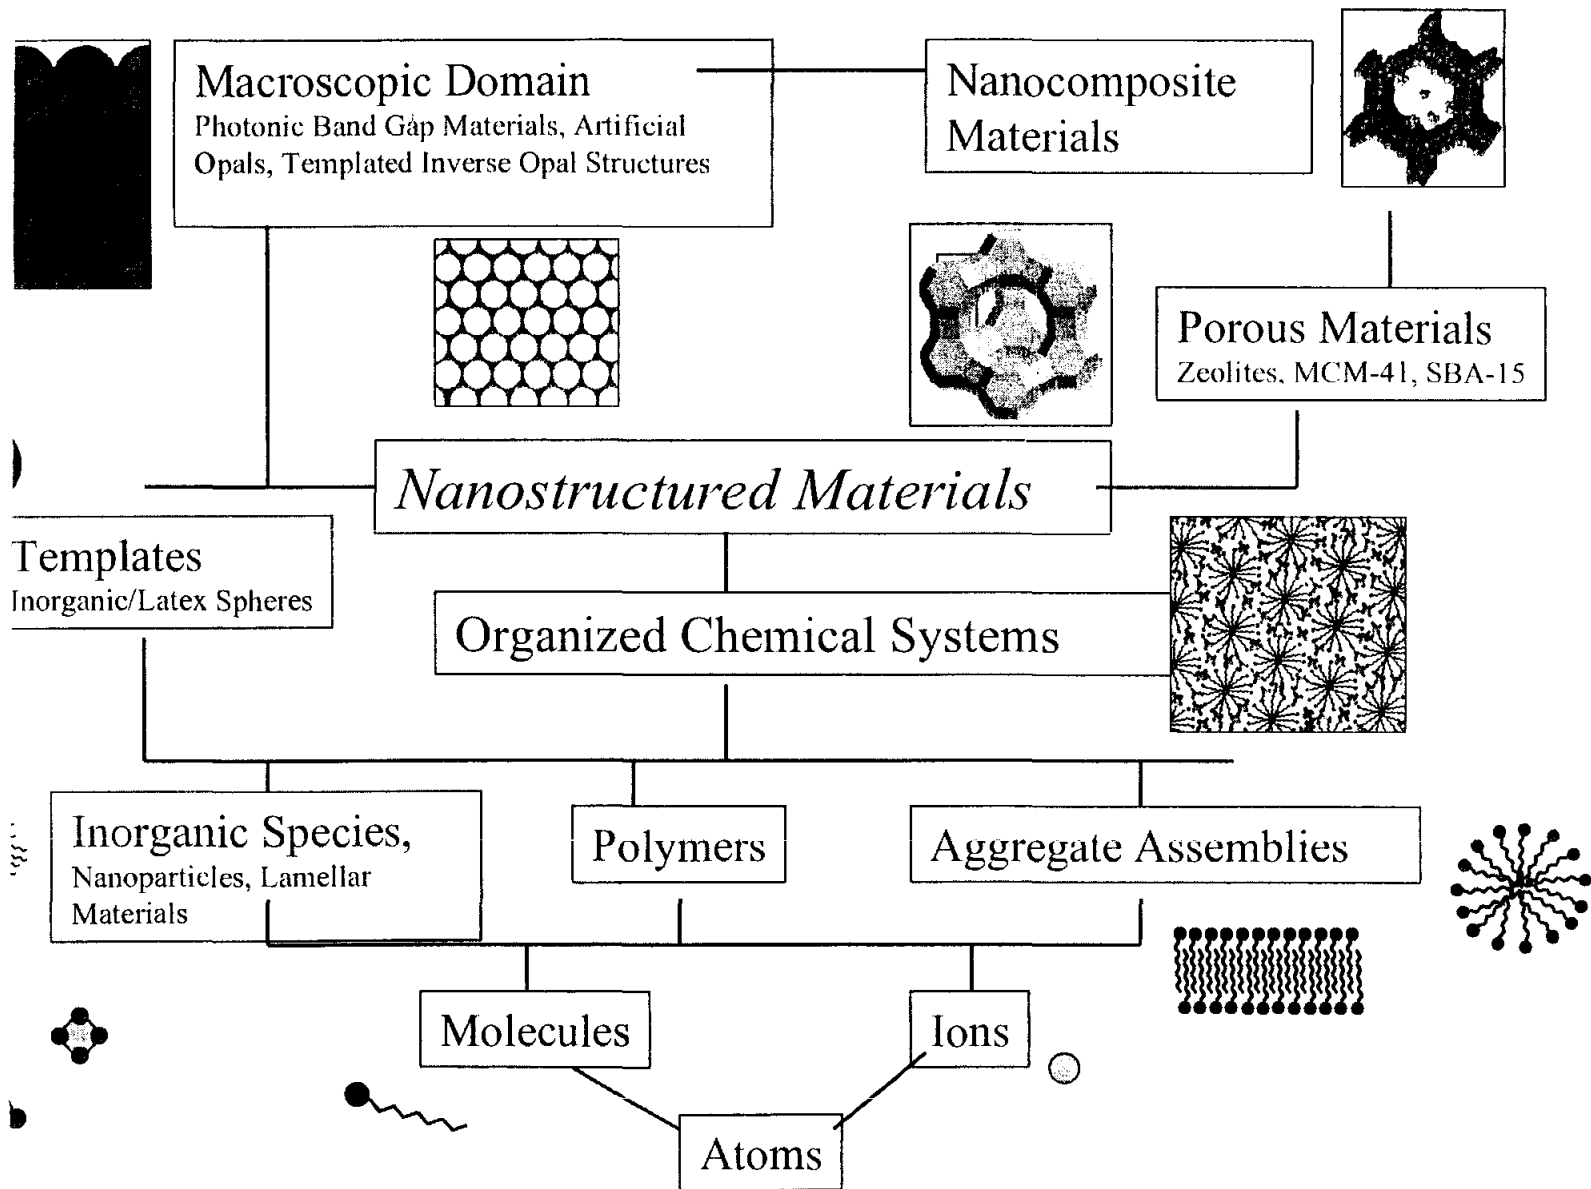 Macroscopic Domain
Photonic Band Gap Materials, Artificial
Opals, Templated Inverse Opal Structures
Nanocomposite
Materials
Porous Materials
Zeolites, MCM-41, SBA-15
Nanostructured Materials
Templates
Inorganic/Latex Spheres
Organized Chemical Systems
Inorganic Species,
Nanoparticles, Lamellar
Materials
Polymers
Aggregate Assemblies
Molecules
Ions
Atoms